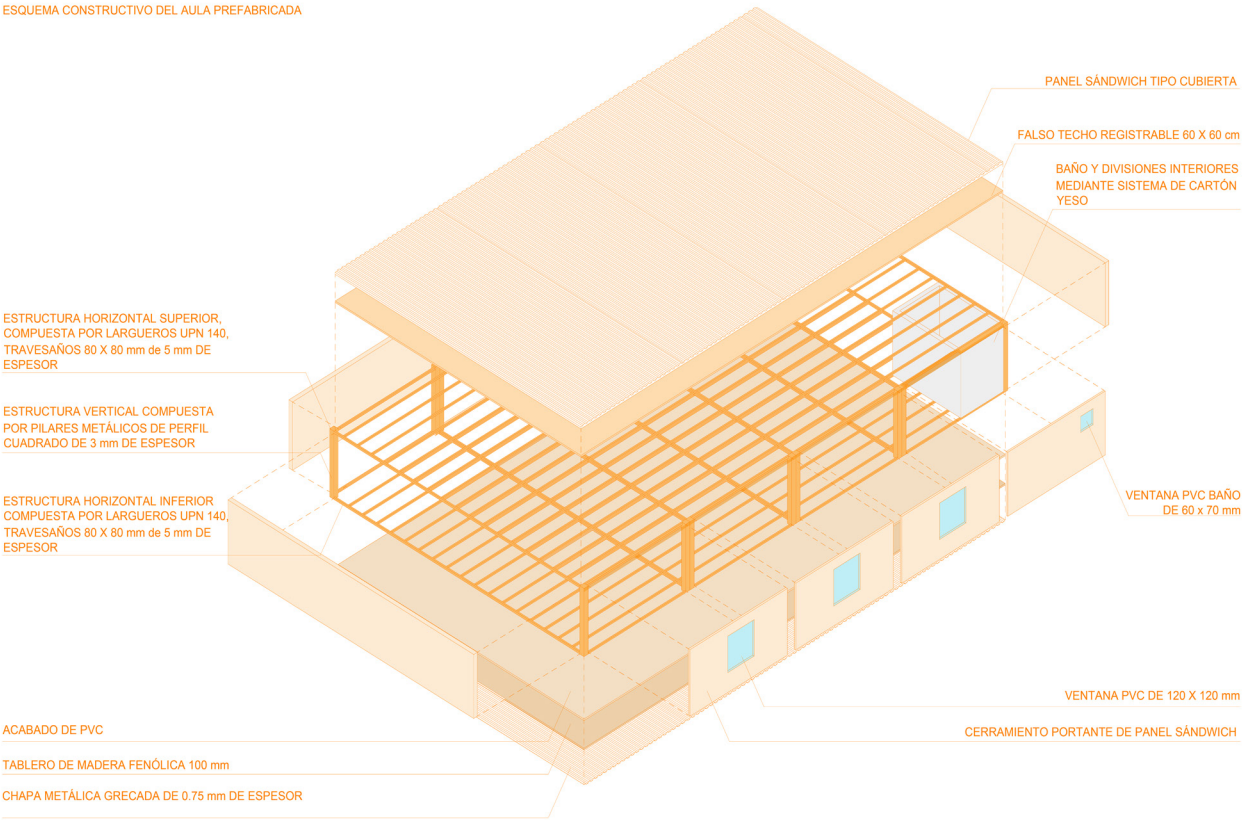 ESQUEMA CONSTRUCTIVO DEL AULA PREFABRICADA
PANEL SÁNDWICH TIPO CUBIERTA
FALSO TECHO REGISTRABLE 60 X 60 cm
BAÑO Y DIVISIONES INTERIORES
MEDIANTE SISTEMA DE CARTÓN
YESO
ESTRUCTURA HORIZONTAL SUPERIOR,
COMPUESTA POR LARGUEROS UPN 140,
TRAVESAÑOS 80 X 80 mm de 5 mm DE
ESPESOR
ESTRUCTURA VERTICAL COMPUESTA
POR PILARES METÁLICOS DE PERFIL
CUADRADO DE 3 mm DE ESPESOR
ESTRUCTURA HORIZONTAL INFERIOR
COMPUESTA POR LARGUEROS UPN 140,
TRAVESAÑOS 80 X 80 mm de 5 mm DE
ESPESOR
VENTANA PVC BAÑO
DE 60 x 70 mm
VENTANA PVC DE 120 X 120 mm
CERRAMIENTO PORTANTE DE PANEL SÁNDWICH
ACABADO DE PVC
TABLERO DE MADERA FENÓLICA 100 mm
CHAPA METÁLICA GRECADA DE 0.75 mm DE ESPESOR